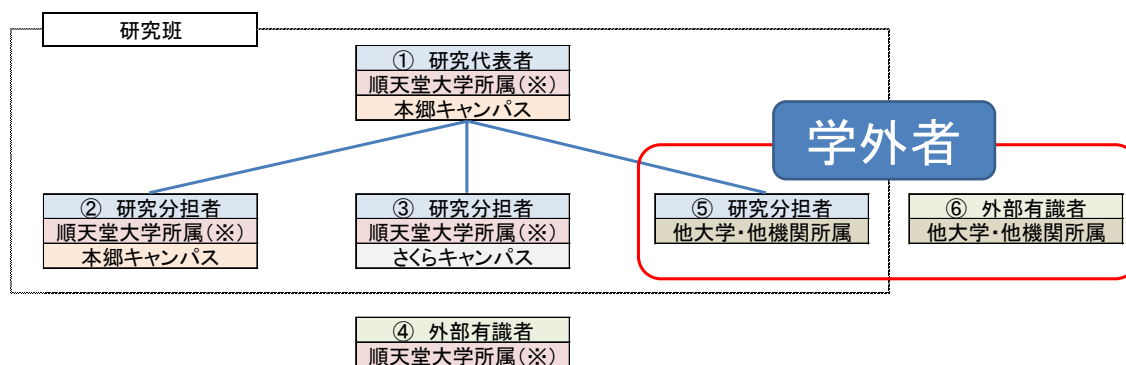 研究班
① 研究代表者
順天堂大学所属(※)
本郷キャンパス
学外者
② 研究分担者
順天堂大学所属(※)
本郷キャンパス
③ 研究分担者
順天堂大学所属(※)
さくらキャンパス
⑤ 研究分担者
他大学・他機関所属
⑥ 外部有識者
他大学・他機関所属
④ 外部有識者
順天堂大学所属(※)